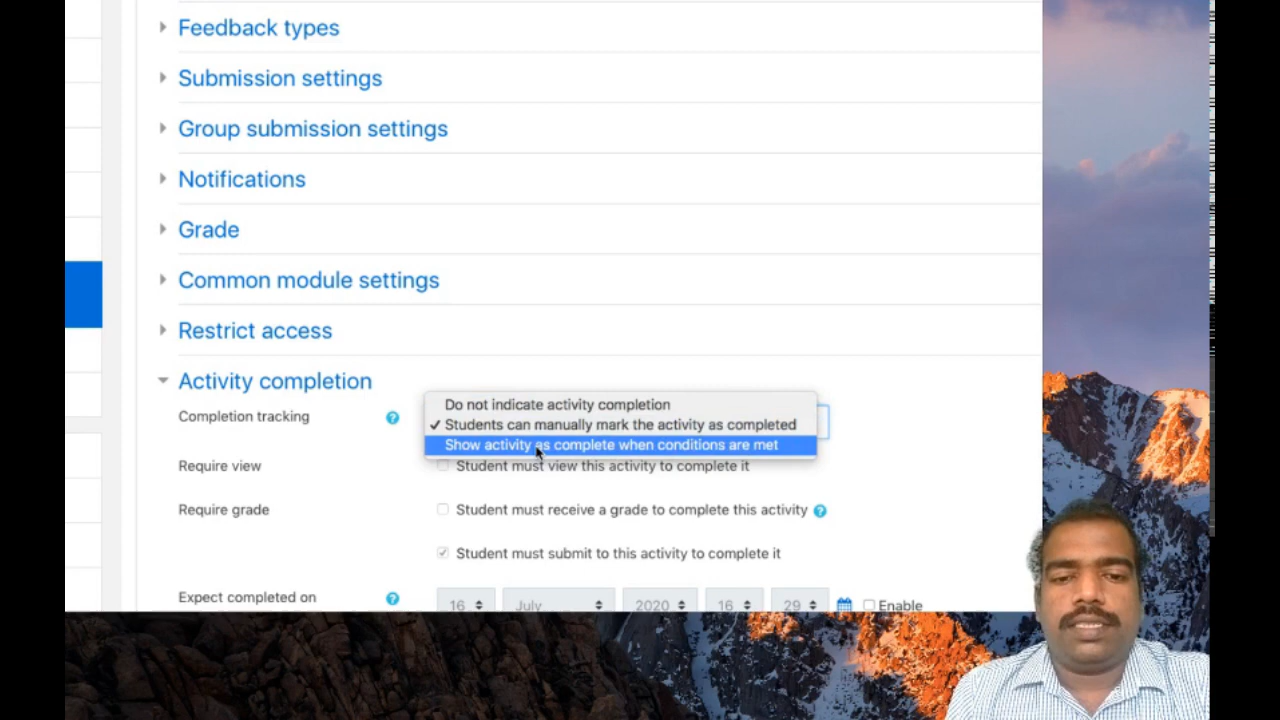 Feedback types
Submission settings
Group submission settings
Notifications
Grade
Common module settings
Restrict access
Activity completion
Completion tracking
Do not indicate activity completion
✓ Students can manually mark the activity as completed
Show activity as complete when conditions are met
Require view Student must view this activity to complete it
Require grade Student must receive a grade to complete this activity
Student must submit to this activity to complete it
Expect completed on 16 July 2020 16 29 Enable